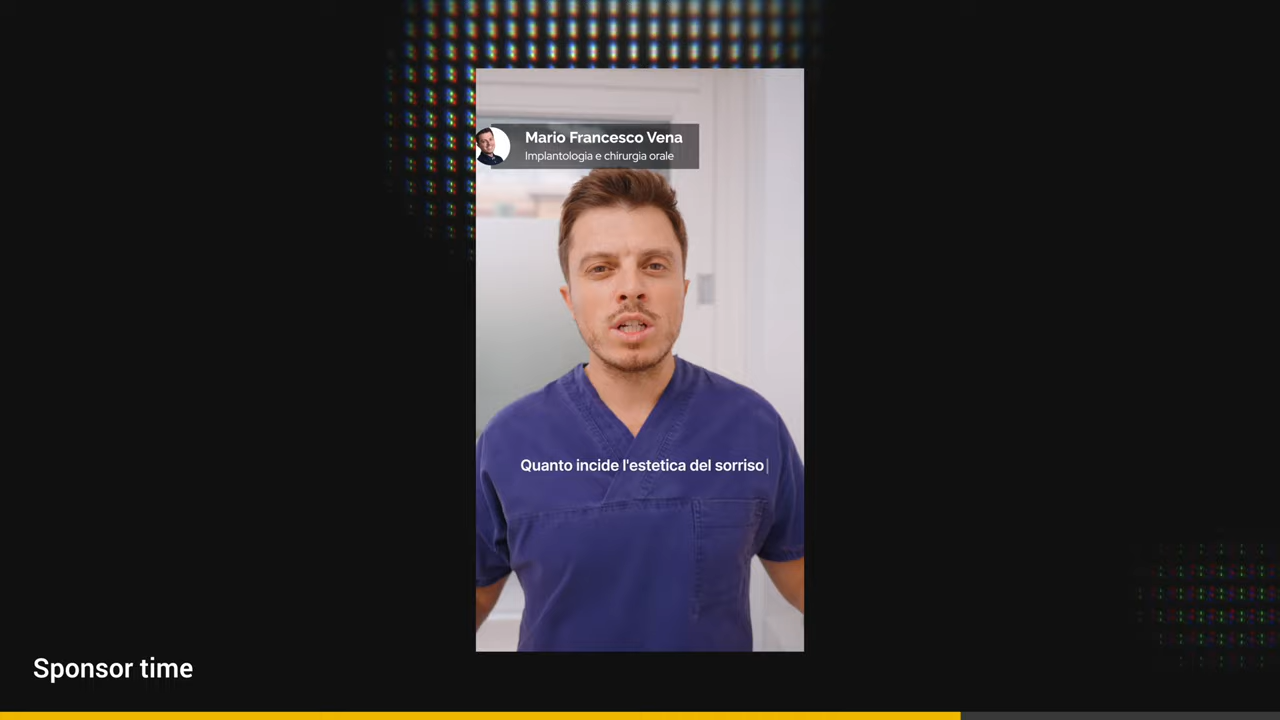 Mario Francesco Vena
Implantologia e chirurgia orale
Quanto incide l'estetica del sorriso
Sponsor time